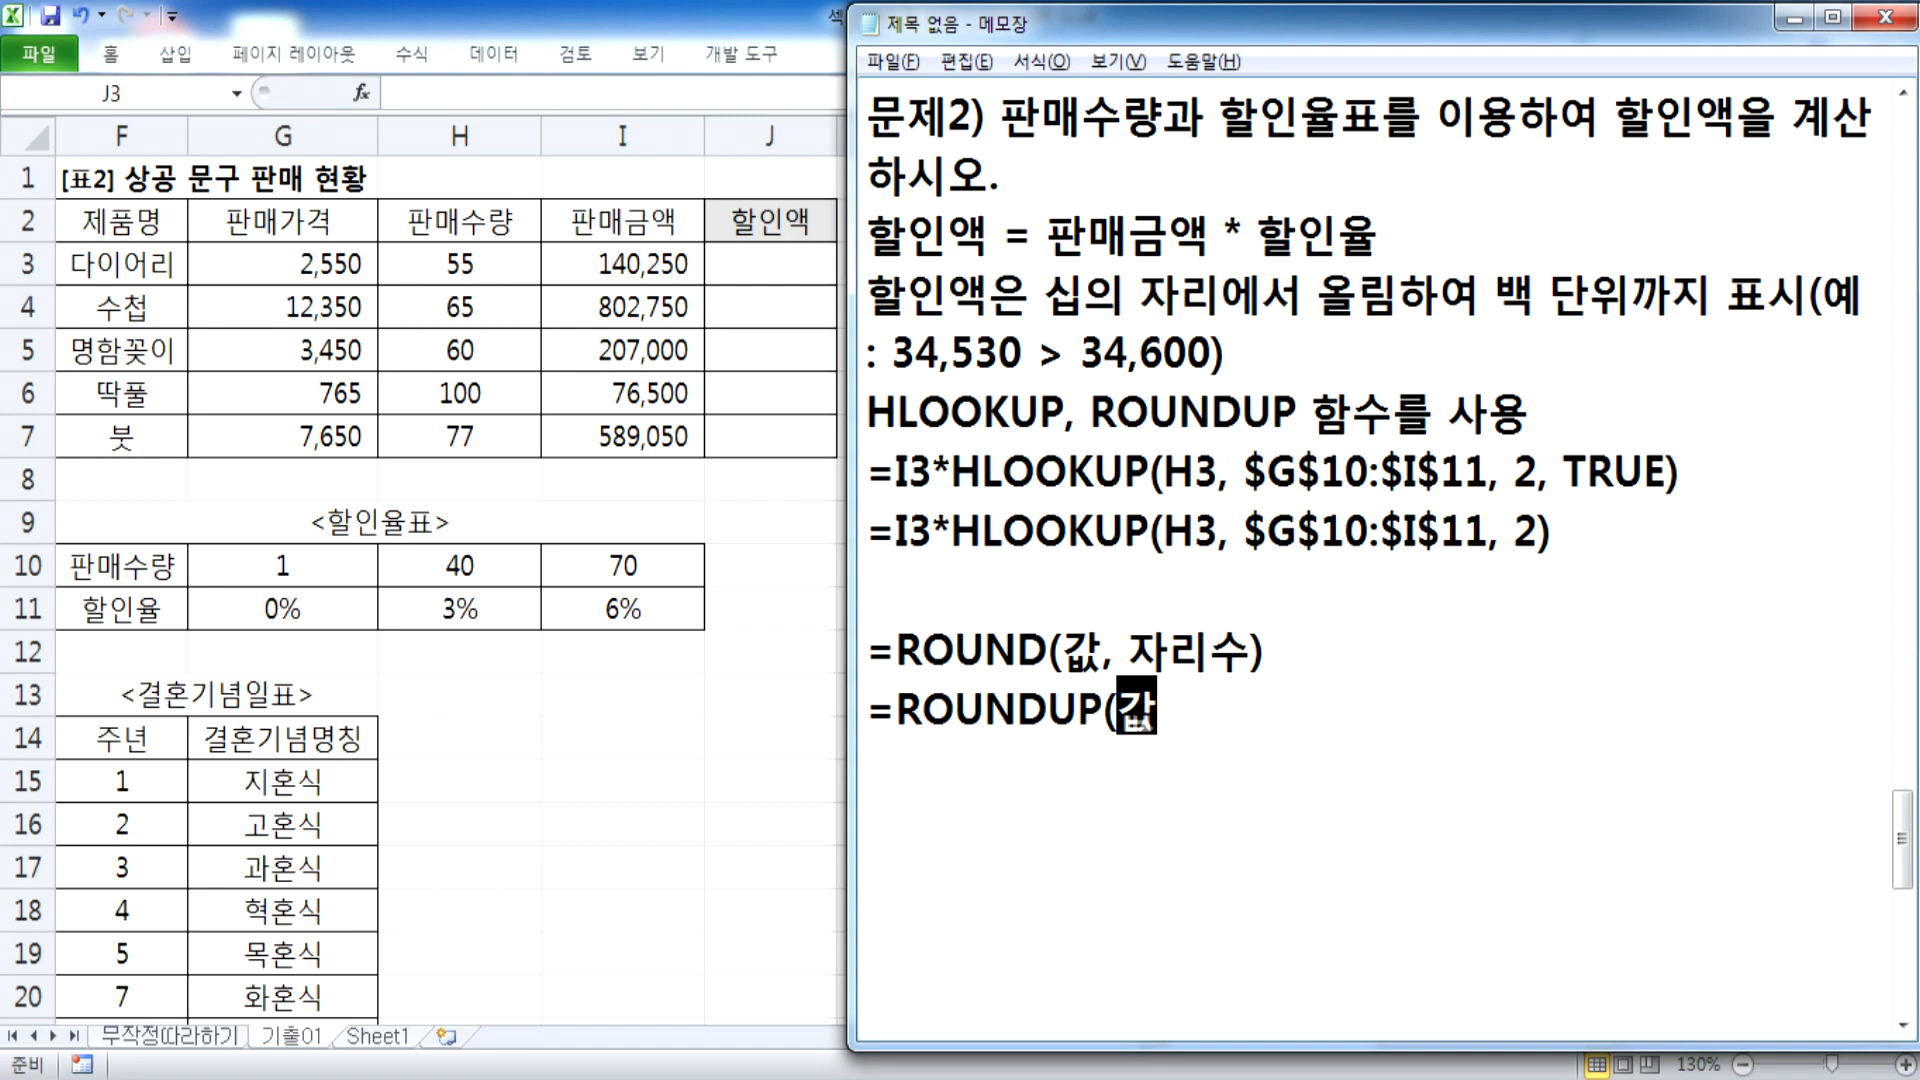 파일 홈 삽입 페이지 레이아웃 수식 데이터 검토 보기 개발 도구
J3 fx
F G H I J
1 [표2] 상공 문구 판매 현황
2 제품명 판매가격 판매수량 판매금액 할인액
3 다이어리 2,550 55 140,250
4 수첩 12,350 65 802,750
5 명함꽂이 3,450 60 207,000
6 딱풀 765 100 76,500
7 붓 7,650 77 589,050
8
9 <할인율표>
10 판매수량 1 40 70
11 할인율 0% 3% 6%
12
13 <결혼기념일표>
14 주년 결혼기념명칭
15 1 지혼식
16 2 고혼식
17 3 과혼식
18 4 혁혼식
19 5 목혼식
20 7 화혼식
무작정따라하기 기출01 Sheet1
준비 130%
제목 없음 - 메모장
파일(F) 편집(E) 서식(O) 보기(V) 도움말(H)
문제2) 판매수량과 할인율표를 이용하여 할인액을 계산
하시오.
할인액 = 판매금액 * 할인율
할인액은 십의 자리에서 올림하여 백 단위까지 표시(예
: 34,530 > 34,600)
HLOOKUP, ROUNDUP 함수를 사용
=I3*HLOOKUP(H3, $G$10:$I$11, 2, TRUE)
=I3*HLOOKUP(H3, $G$10:$I$11, 2)
=ROUND(값, 자리수)
=ROUNDUP(값